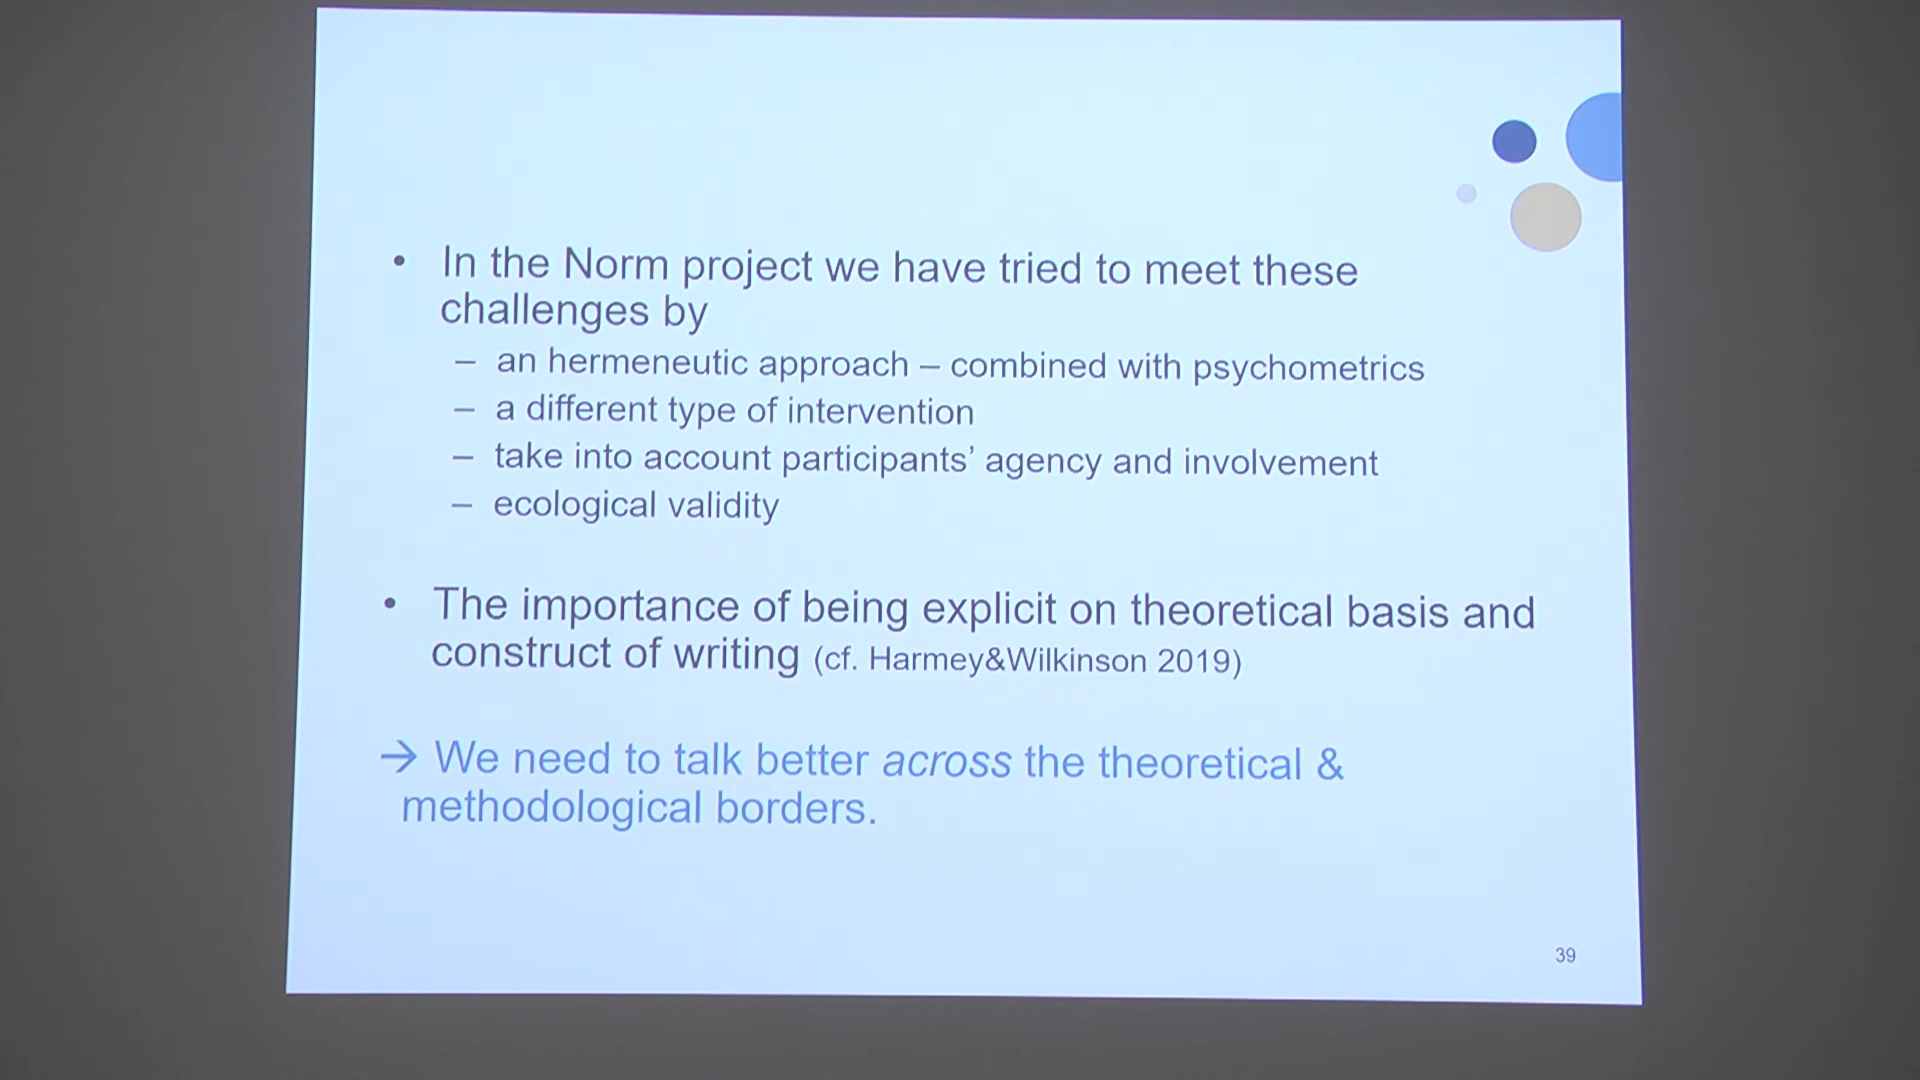 • In the Norm project we have tried to meet these
challenges by
– an hermeneutic approach – combined with psychometrics
– a different type of intervention
– take into account participants’ agency and involvement
– ecological validity
• The importance of being explicit on theoretical basis and
construct of writing (cf. Harmey&Wilkinson 2019)
→ We need to talk better across the theoretical &
methodological borders.
39